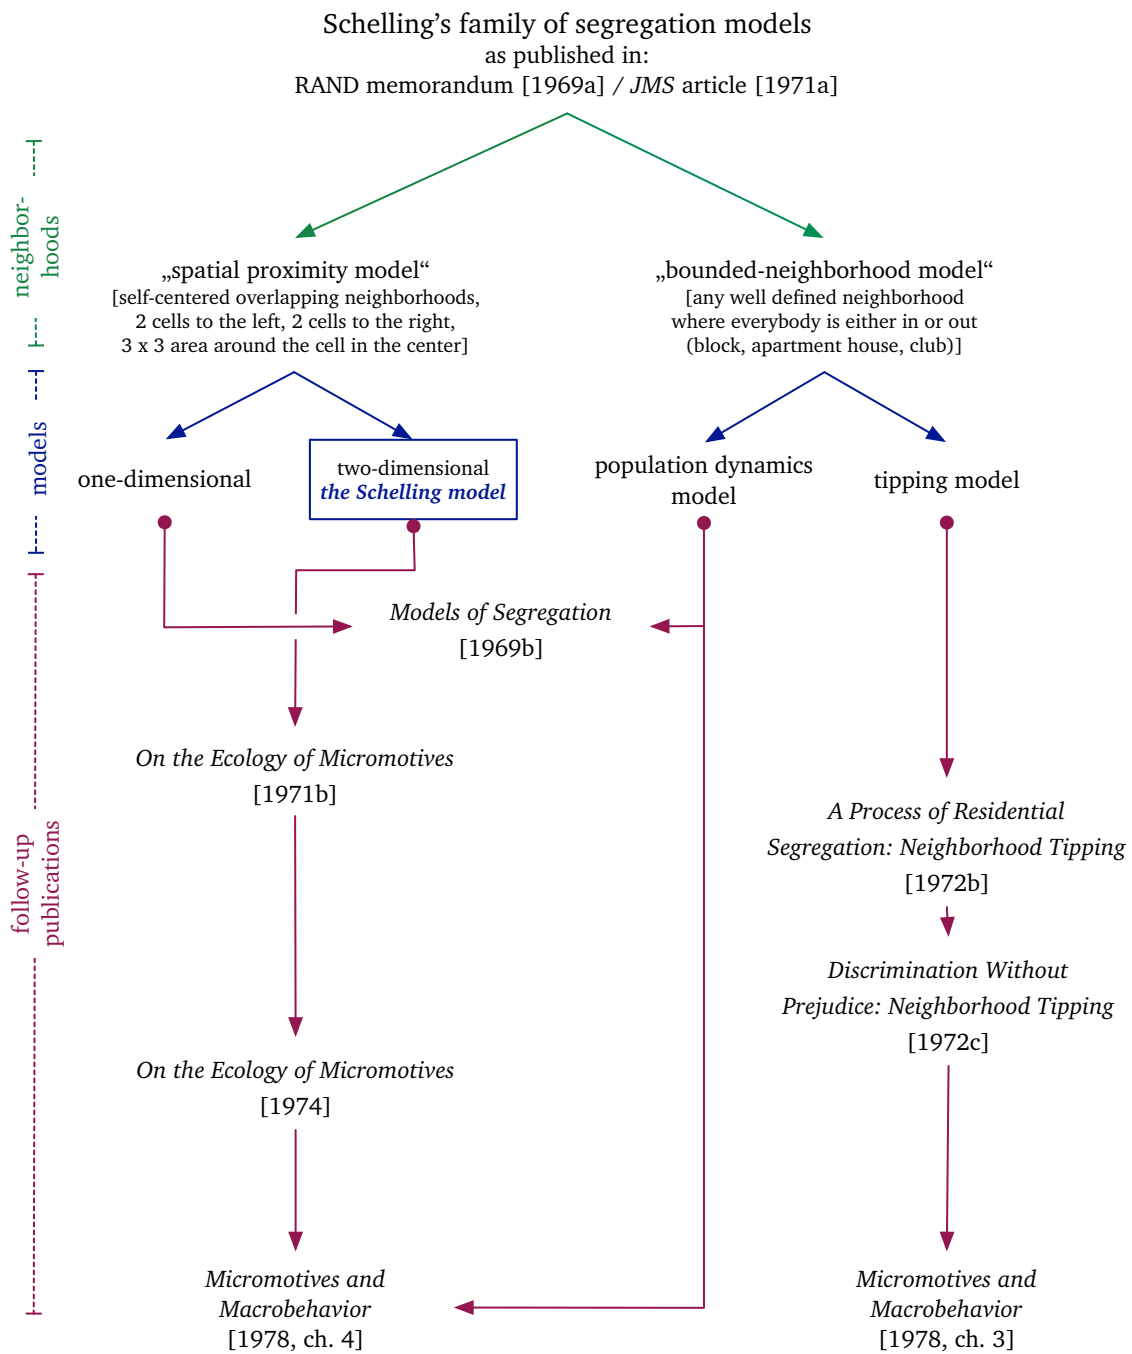 Schelling’s family of segregation models
as published in:
RAND memorandum [1969a] / JMS article [1971a]
neighbor-
hoods
„spatial proximity model“
[self-centered overlapping neighborhoods,
2 cells to the left, 2 cells to the right,
3 x 3 area around the cell in the center]
„bounded-neighborhood model“
[any well defined neighborhood
where everybody is either in or out
(block, apartment house, club)]
models
one-dimensional
two-dimensional
the Schelling model
population dynamics
model
tipping model
follow-up
publications
Models of Segregation
[1969b]
On the Ecology of Micromotives
[1971b]
A Process of Residential
Segregation: Neighborhood Tipping
[1972b]
Discrimination Without
Prejudice: Neighborhood Tipping
[1972c]
On the Ecology of Micromotives
[1974]
Micromotives and
Macrobehavior
[1978, ch. 4]
Micromotives and
Macrobehavior
[1978, ch. 3]